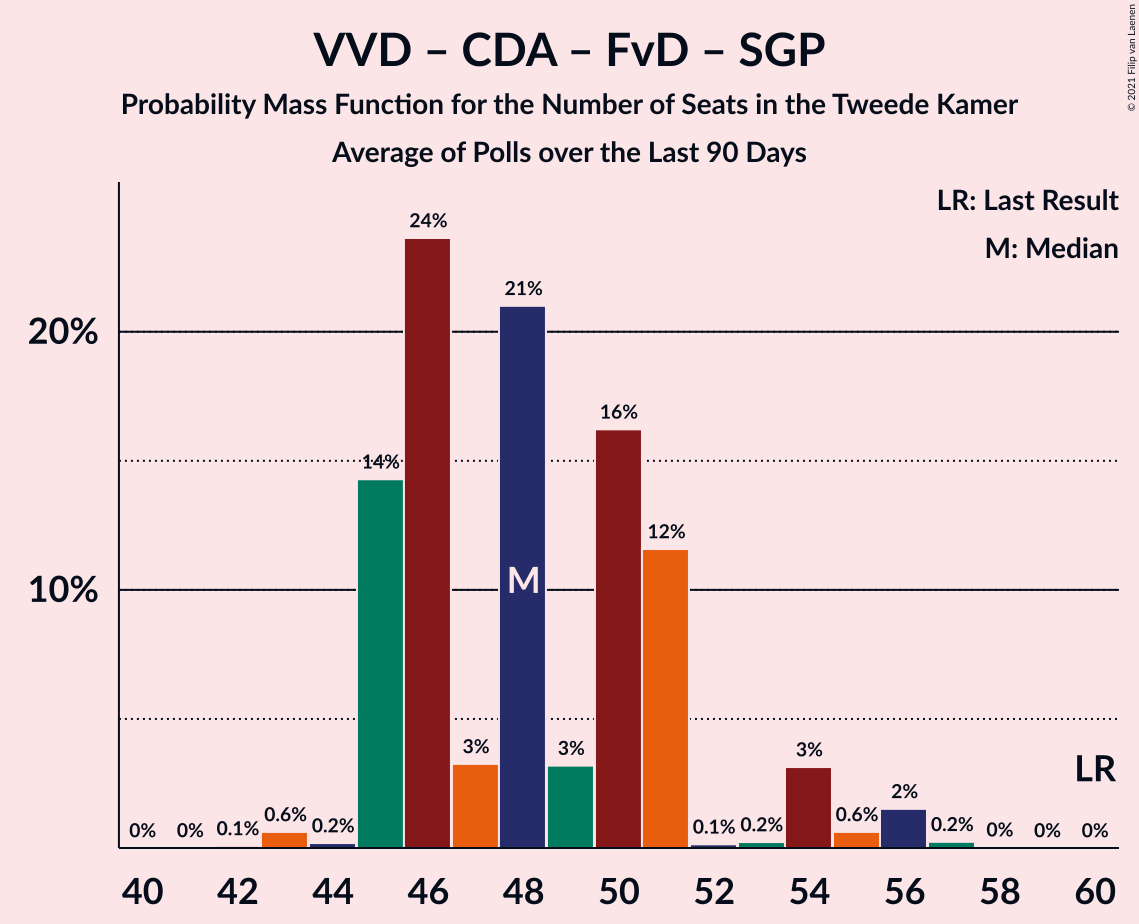 VVD – CDA – FvD – SGP
Probability Mass Function for the Number of Seats in the Tweede Kamer
Average of Polls over the Last 90 Days
© 2021 Filip van Laenen
LR: Last Result
M: Median
20%
10%
0%
0%
0.1%
0.6%
0.2%
14%
24%
3%
21%
3%
16%
12%
0.1%
0.2%
3%
0.6%
2%
0.2%
0%
0%
0%
M
LR
40 42 44 46 48 50 52 54 56 58 60